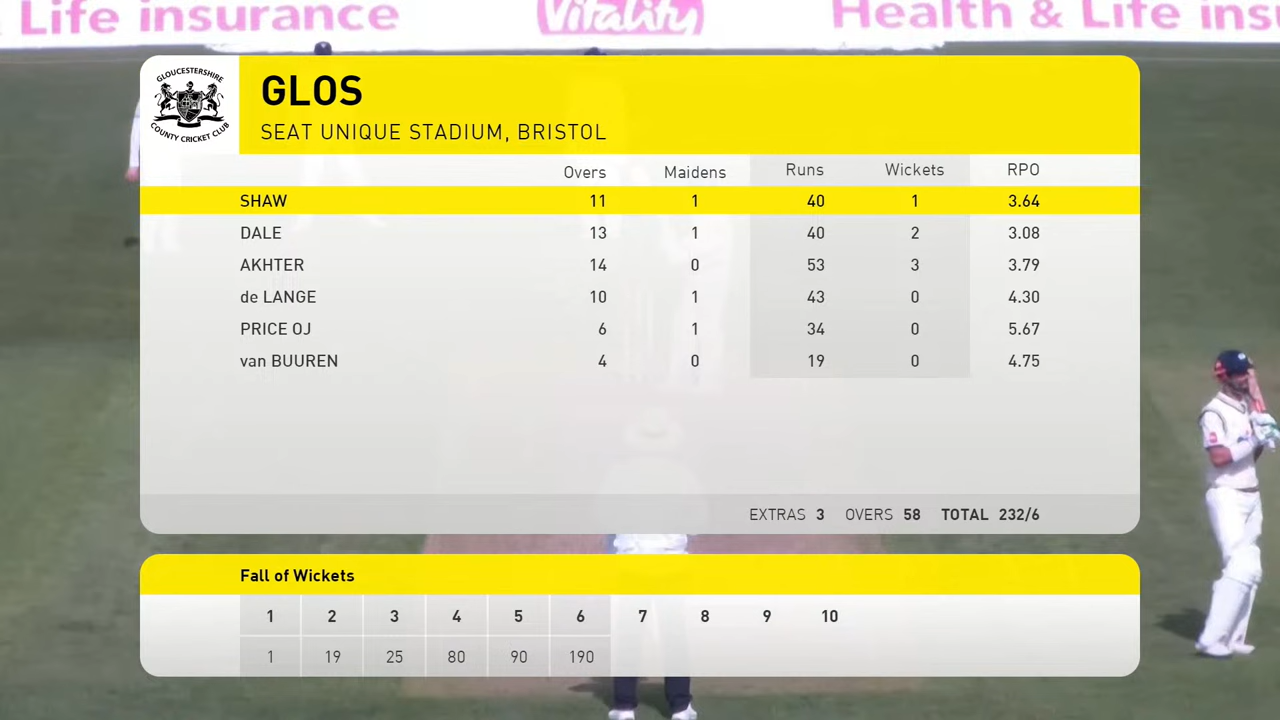 Life insurance Vitality Health & Life ins
GLOUCESTERSHIRE
COUNTY CRICKET CLUB
GLOS
SEAT UNIQUE STADIUM, BRISTOL
Overs Maidens Runs Wickets RPO
SHAW 11 1 40 1 3.64
DALE 13 1 40 2 3.08
AKHTER 14 0 53 3 3.79
de LANGE 10 1 43 0 4.30
PRICE OJ 6 1 34 0 5.67
van BUUREN 4 0 19 0 4.75
EXTRAS 3 OVERS 58 TOTAL 232/6
Fall of Wickets
1 2 3 4 5 6 7 8 9 10
1 19 25 80 90 190